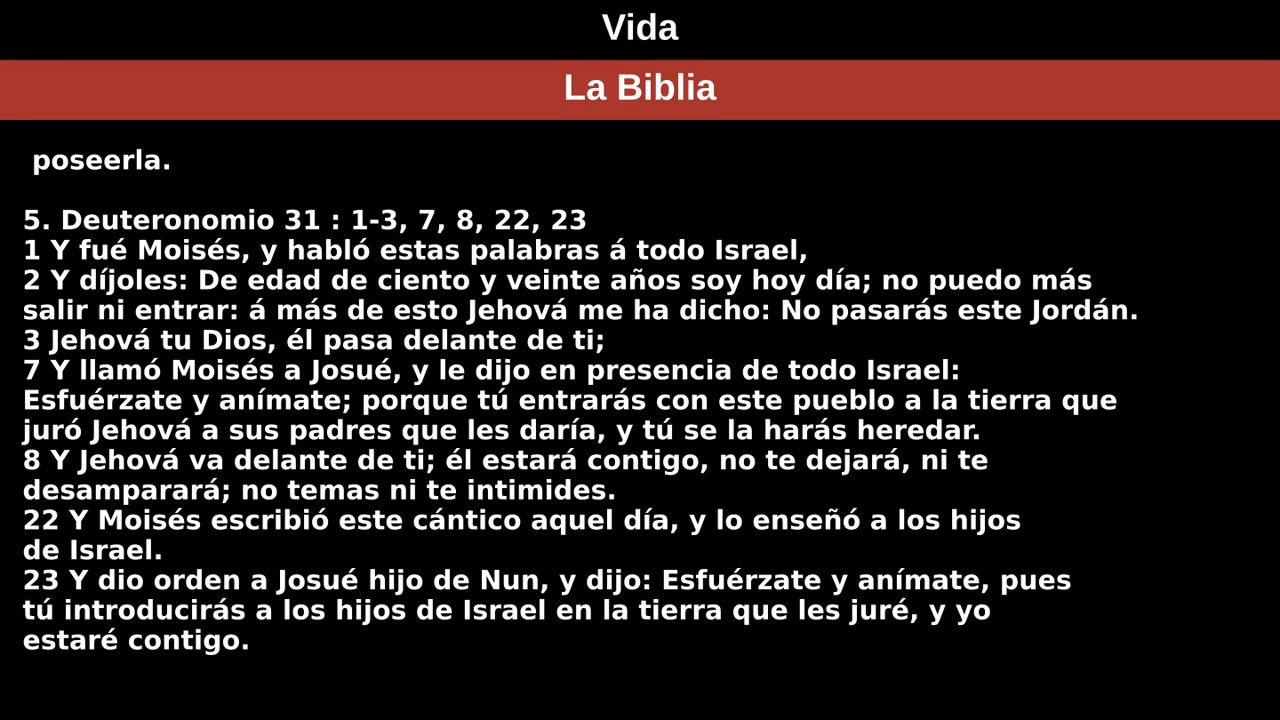 Vida
La Biblia
poseerla.
5. Deuteronomio 31 : 1-3, 7, 8, 22, 23
1 Y fué Moisés, y habló estas palabras á todo Israel,
2 Y díjoles: De edad de ciento y veinte años soy hoy día; no puedo más
salir ni entrar: á más de esto Jehová me ha dicho: No pasarás este Jordán.
3 Jehová tu Dios, él pasa delante de ti;
7 Y llamó Moisés a Josué, y le dijo en presencia de todo Israel:
Esfuérzate y anímate; porque tú entrarás con este pueblo a la tierra que
juró Jehová a sus padres que les daría, y tú se la harás heredar.
8 Y Jehová va delante de ti; él estará contigo, no te dejará, ni te
desamparará; no temas ni te intimides.
22 Y Moisés escribió este cántico aquel día, y lo enseñó a los hijos
de Israel.
23 Y dio orden a Josué hijo de Nun, y dijo: Esfuérzate y anímate, pues
tú introducirás a los hijos de Israel en la tierra que les juré, y yo
estaré contigo.